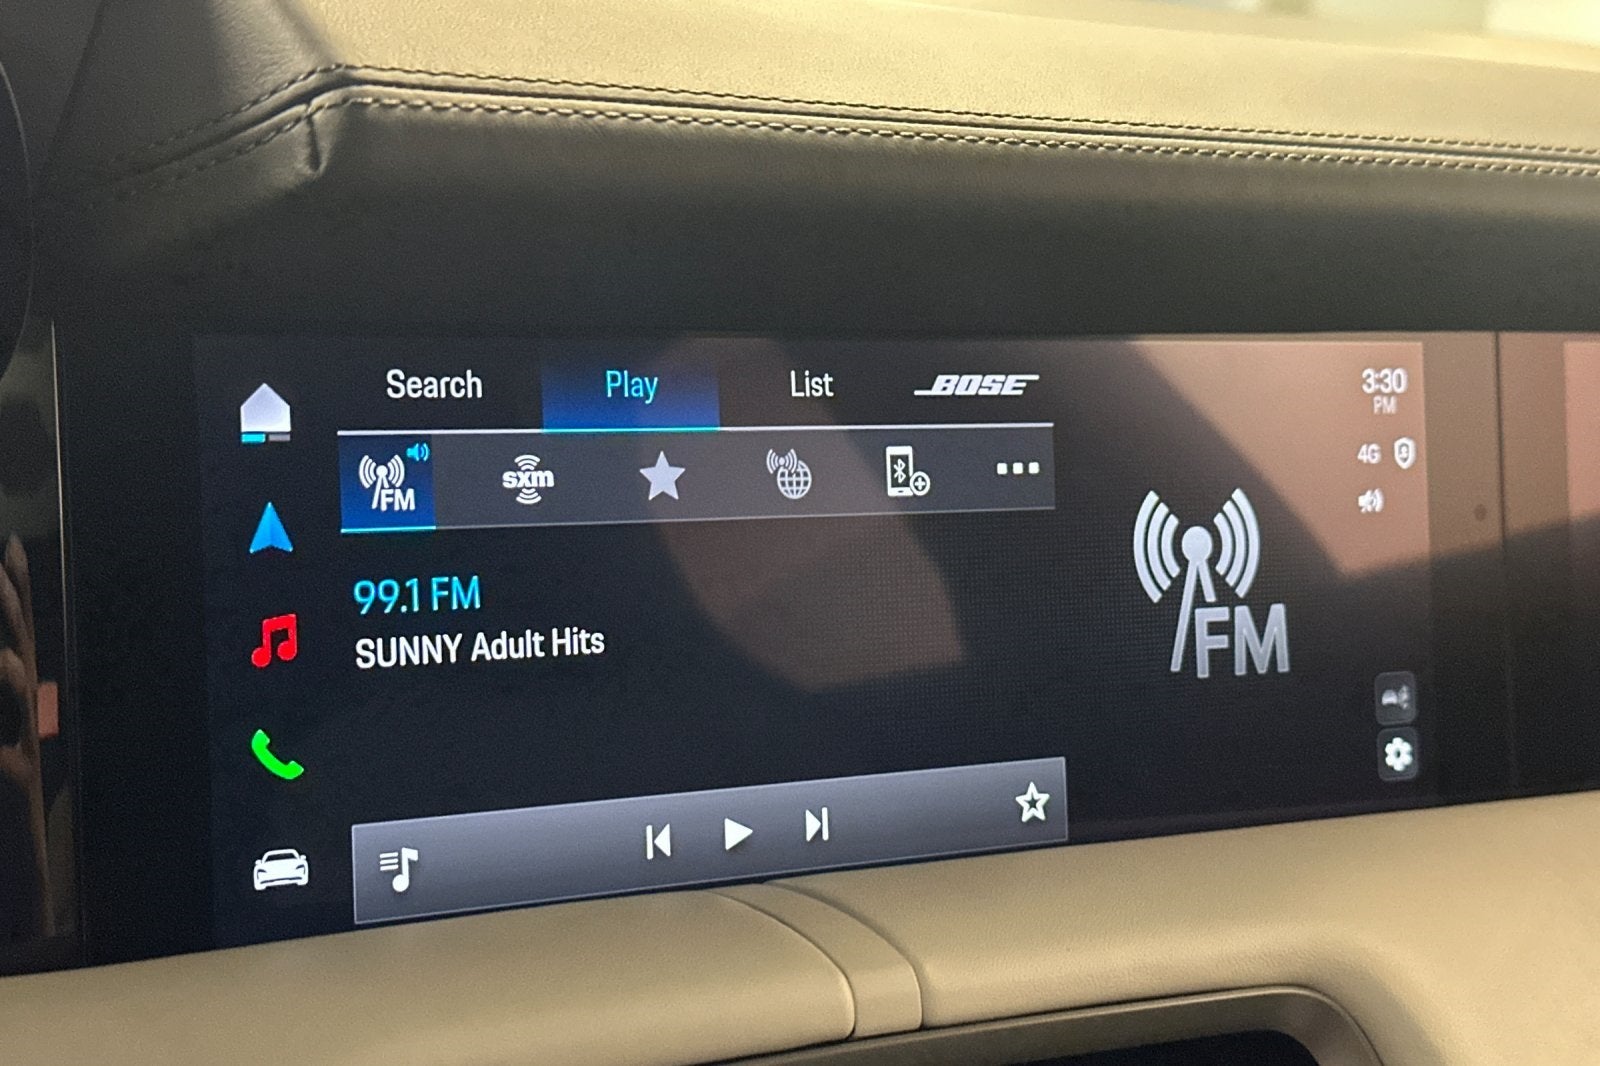 Search Play List BOSE
3:30
PM
FM sxm
4G
99.1 FM
SUNNY Adult Hits
FM